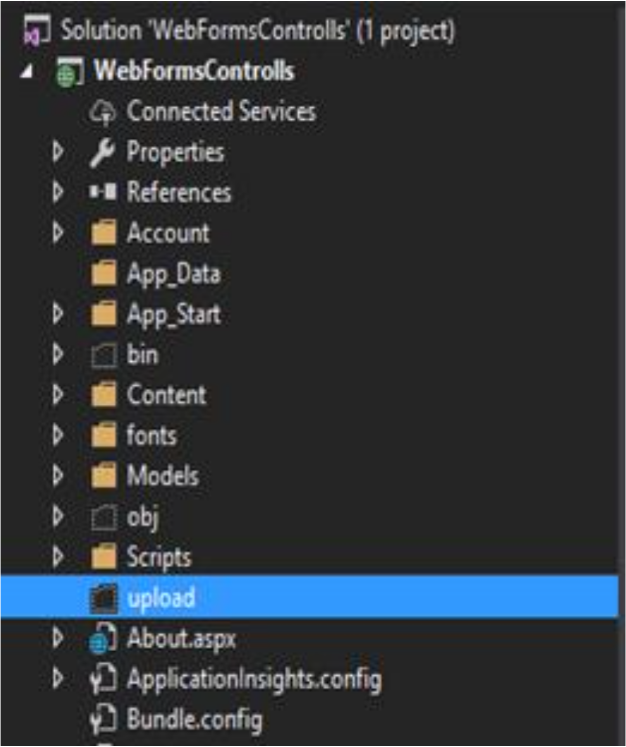 Solution 'WebFormsControlls' (1 project)
WebFormsControlls
Connected Services
Properties
References
Account
App_Data
App_Start
bin
Content
fonts
Models
obj
Scripts
upload
About.aspx
ApplicationInsights.config
Bundle.config